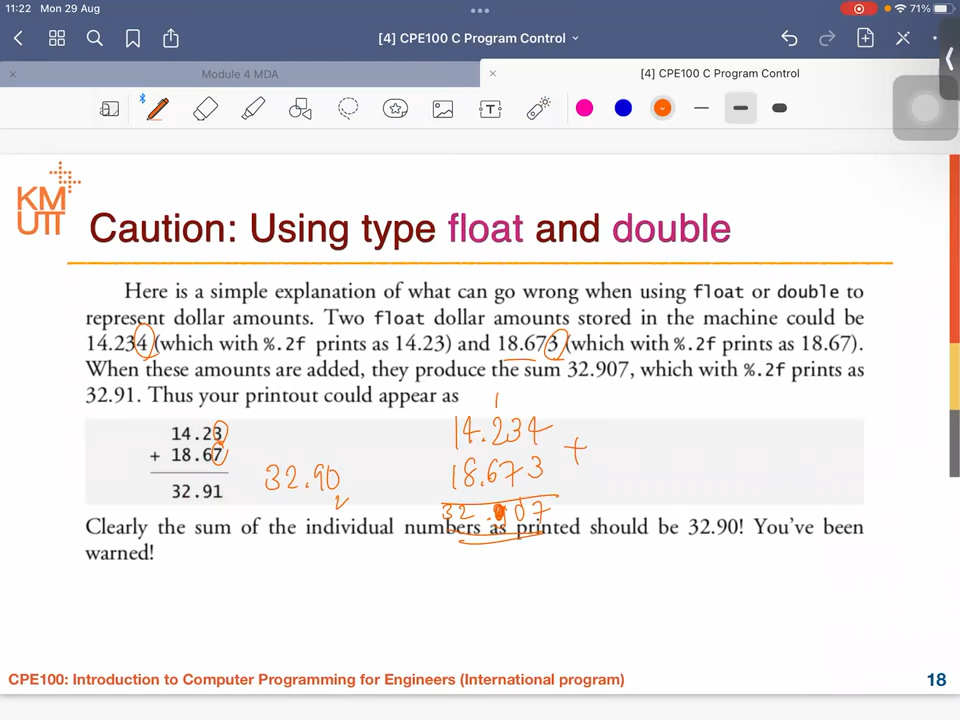 11:22 Mon 29 Aug
71%
[4] CPE100 C Program Control
Module 4 MDA
[4] CPE100 C Program Control
KM
UTT
Caution: Using type float and double
Here is a simple explanation of what can go wrong when using float or double to
represent dollar amounts. Two float dollar amounts stored in the machine could be
14.234 (which with %.2f prints as 14.23) and 18.673 (which with %.2f prints as 18.67).
When these amounts are added, they produce the sum 32.907, which with %.2f prints as
32.91. Thus your printout could appear as
14.23
+ 18.67
32.91
32.90
1
14.234
+
18.673
32.907
Clearly the sum of the individual numbers as printed should be 32.90! You've been
warned!
CPE100: Introduction to Computer Programming for Engineers (International program)
18